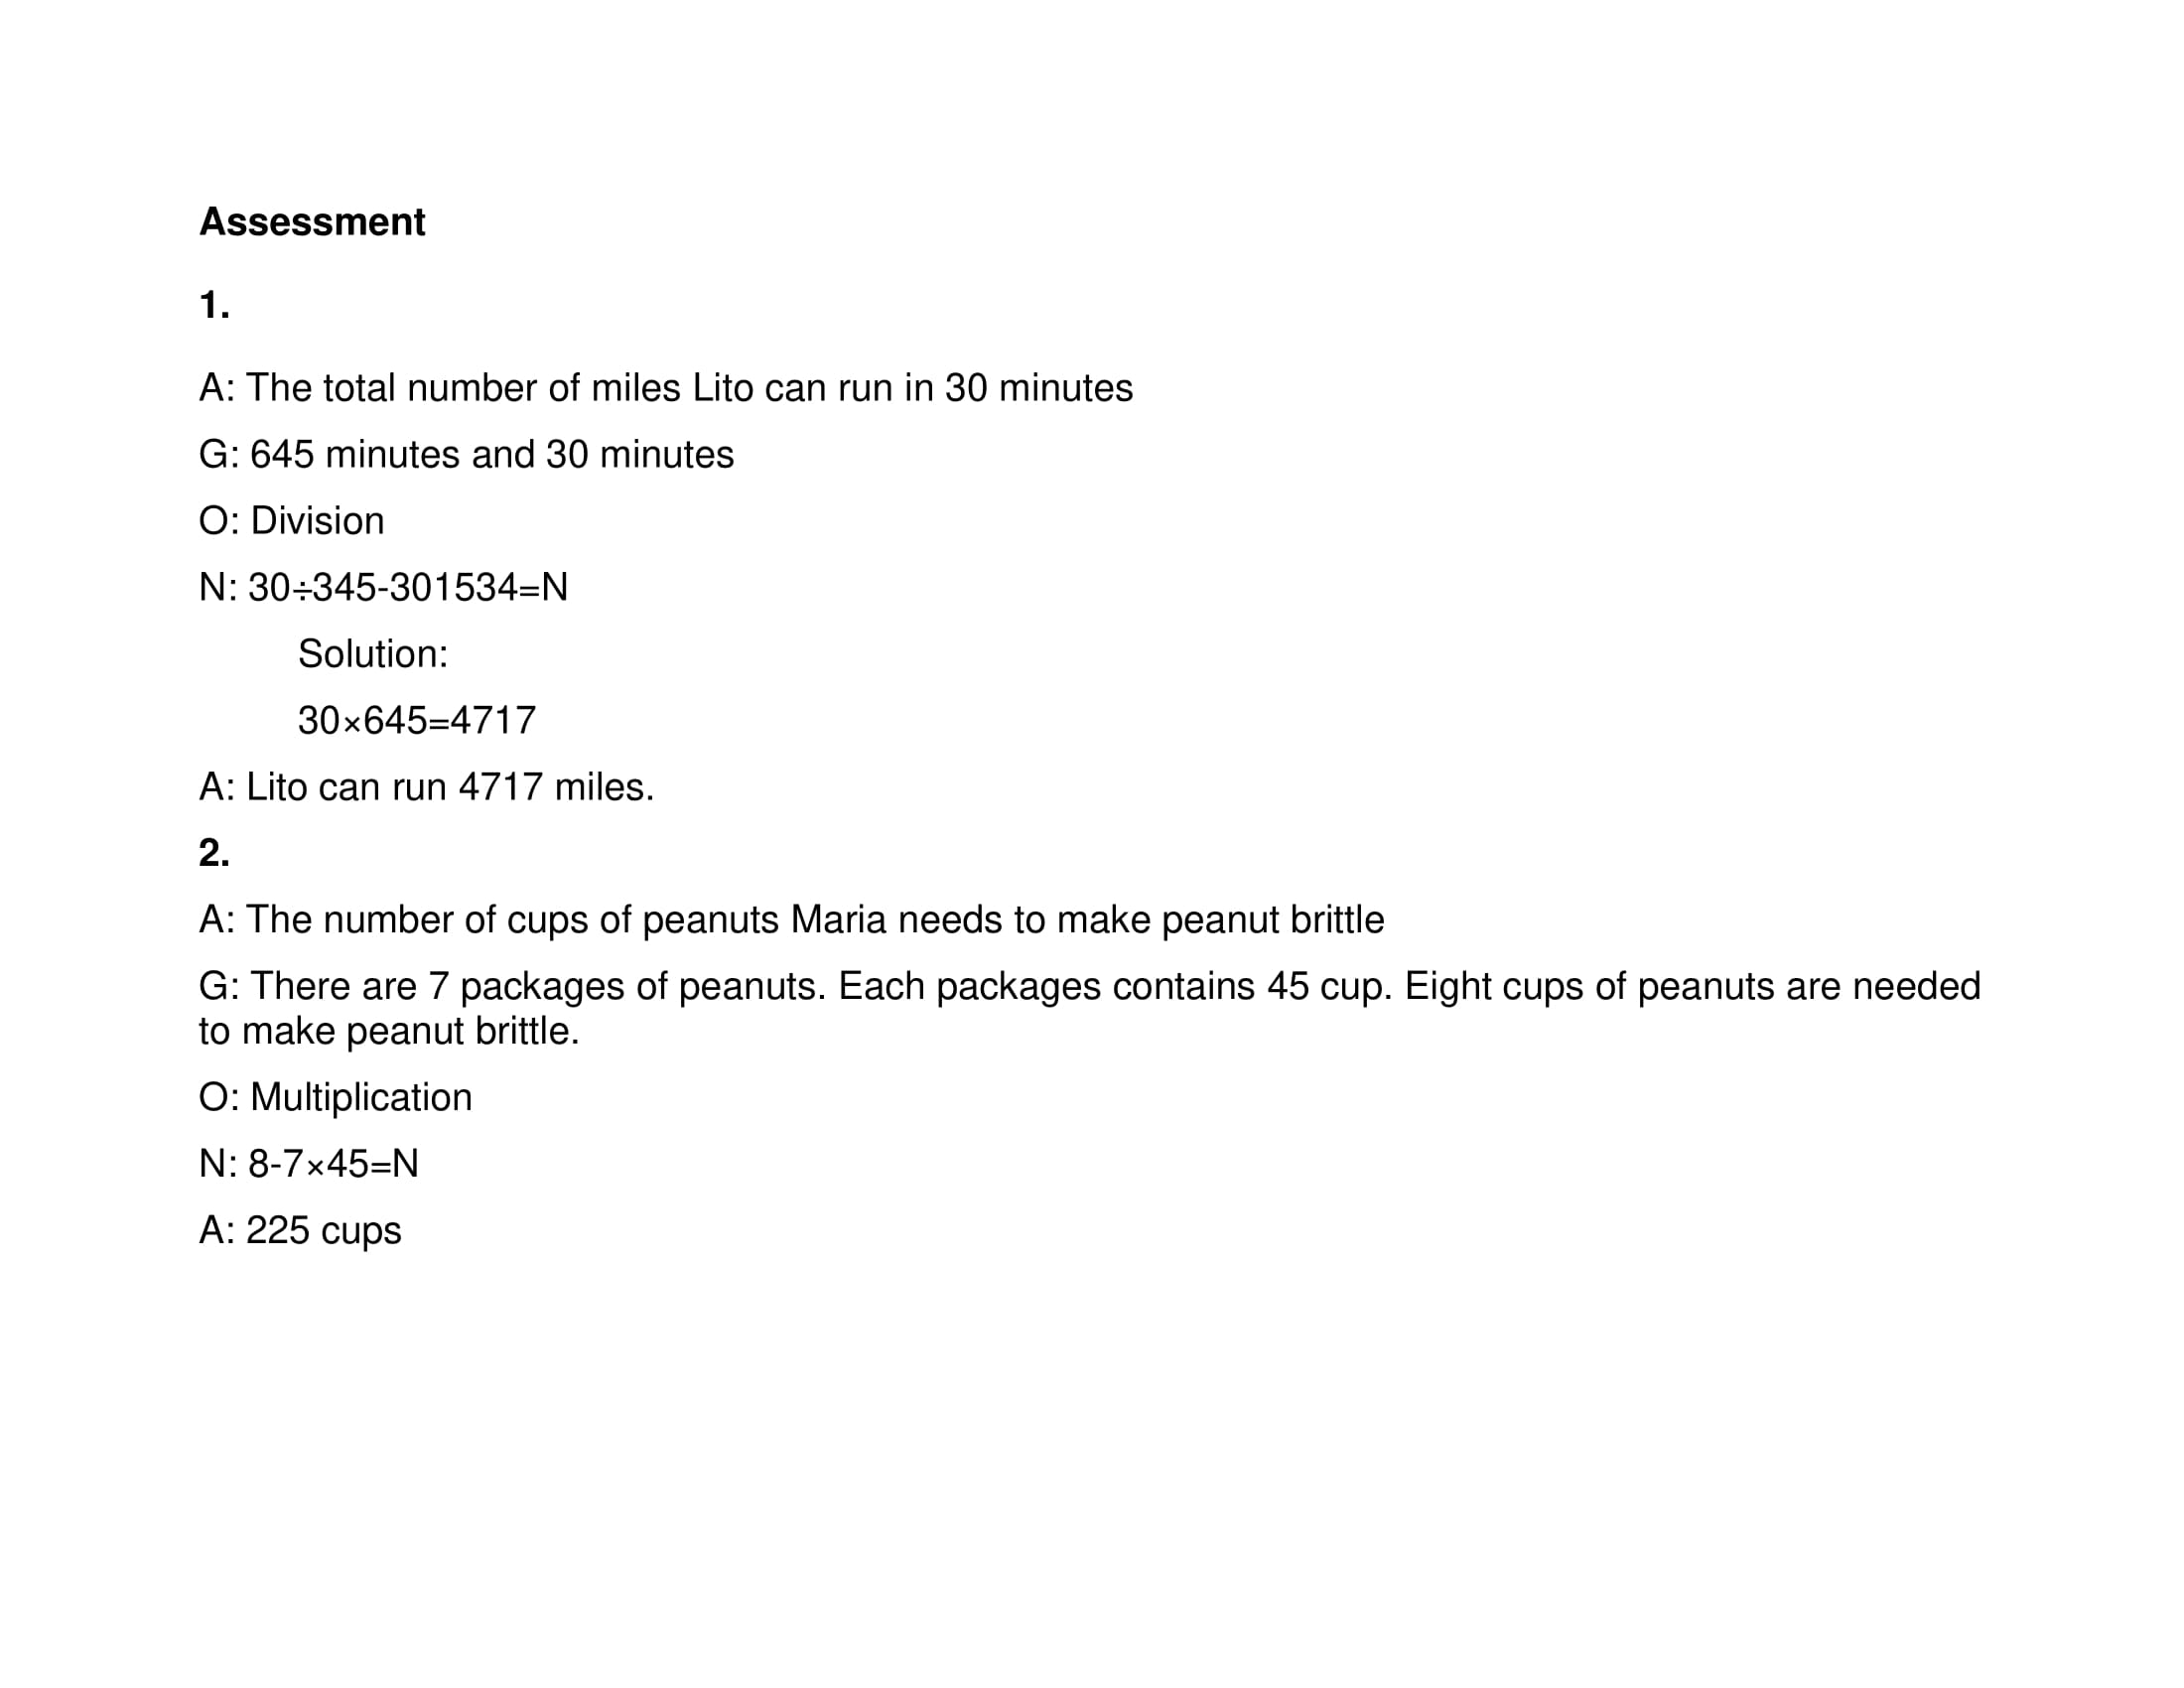 Assessment
1.
A: The total number of miles Lito can run in 30 minutes
G: 645 minutes and 30 minutes
O: Division
N: 30÷345-301534=N
Solution:
30×645=4717
A: Lito can run 4717 miles.
2.
A: The number of cups of peanuts Maria needs to make peanut brittle
G: There are 7 packages of peanuts. Each packages contains 45 cup. Eight cups of peanuts are needed
to make peanut brittle.
O: Multiplication
N: 8-7×45=N
A: 225 cups